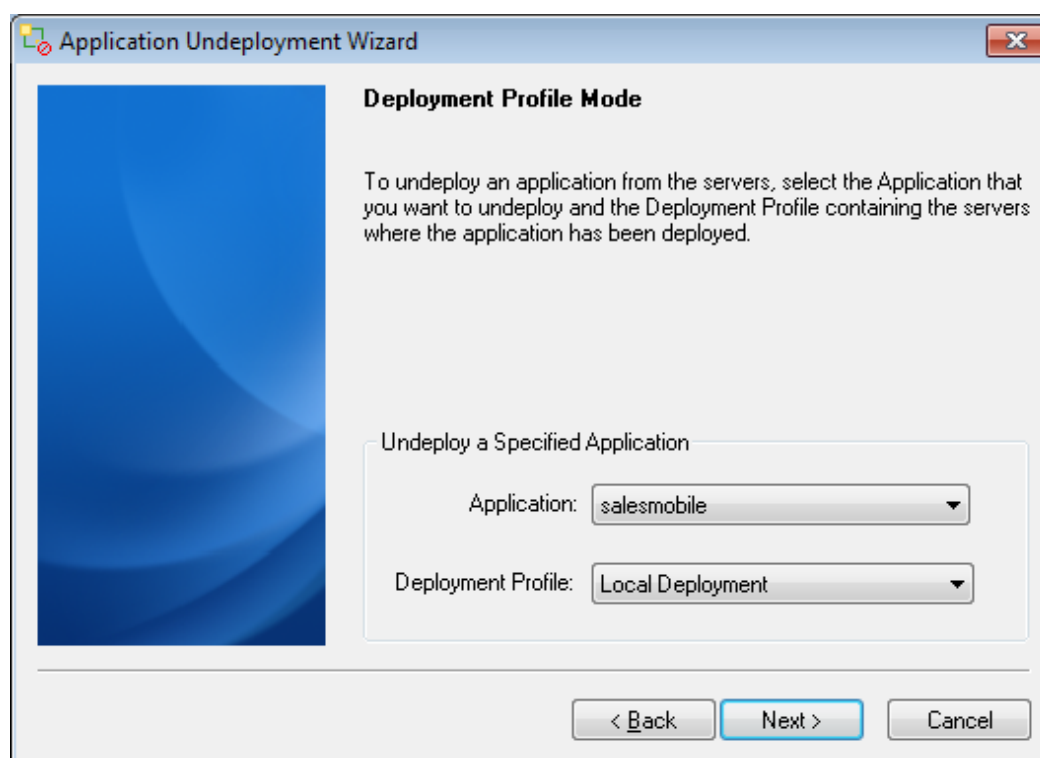 Application Undeployment Wizard
Deployment Profile Mode
To undeploy an application from the servers, select the Application that
you want to undeploy and the Deployment Profile containing the servers
where the application has been deployed.
Undeploy a Specified Application
Application: salesmobile
Deployment Profile: Local Deployment
< Back Next > Cancel